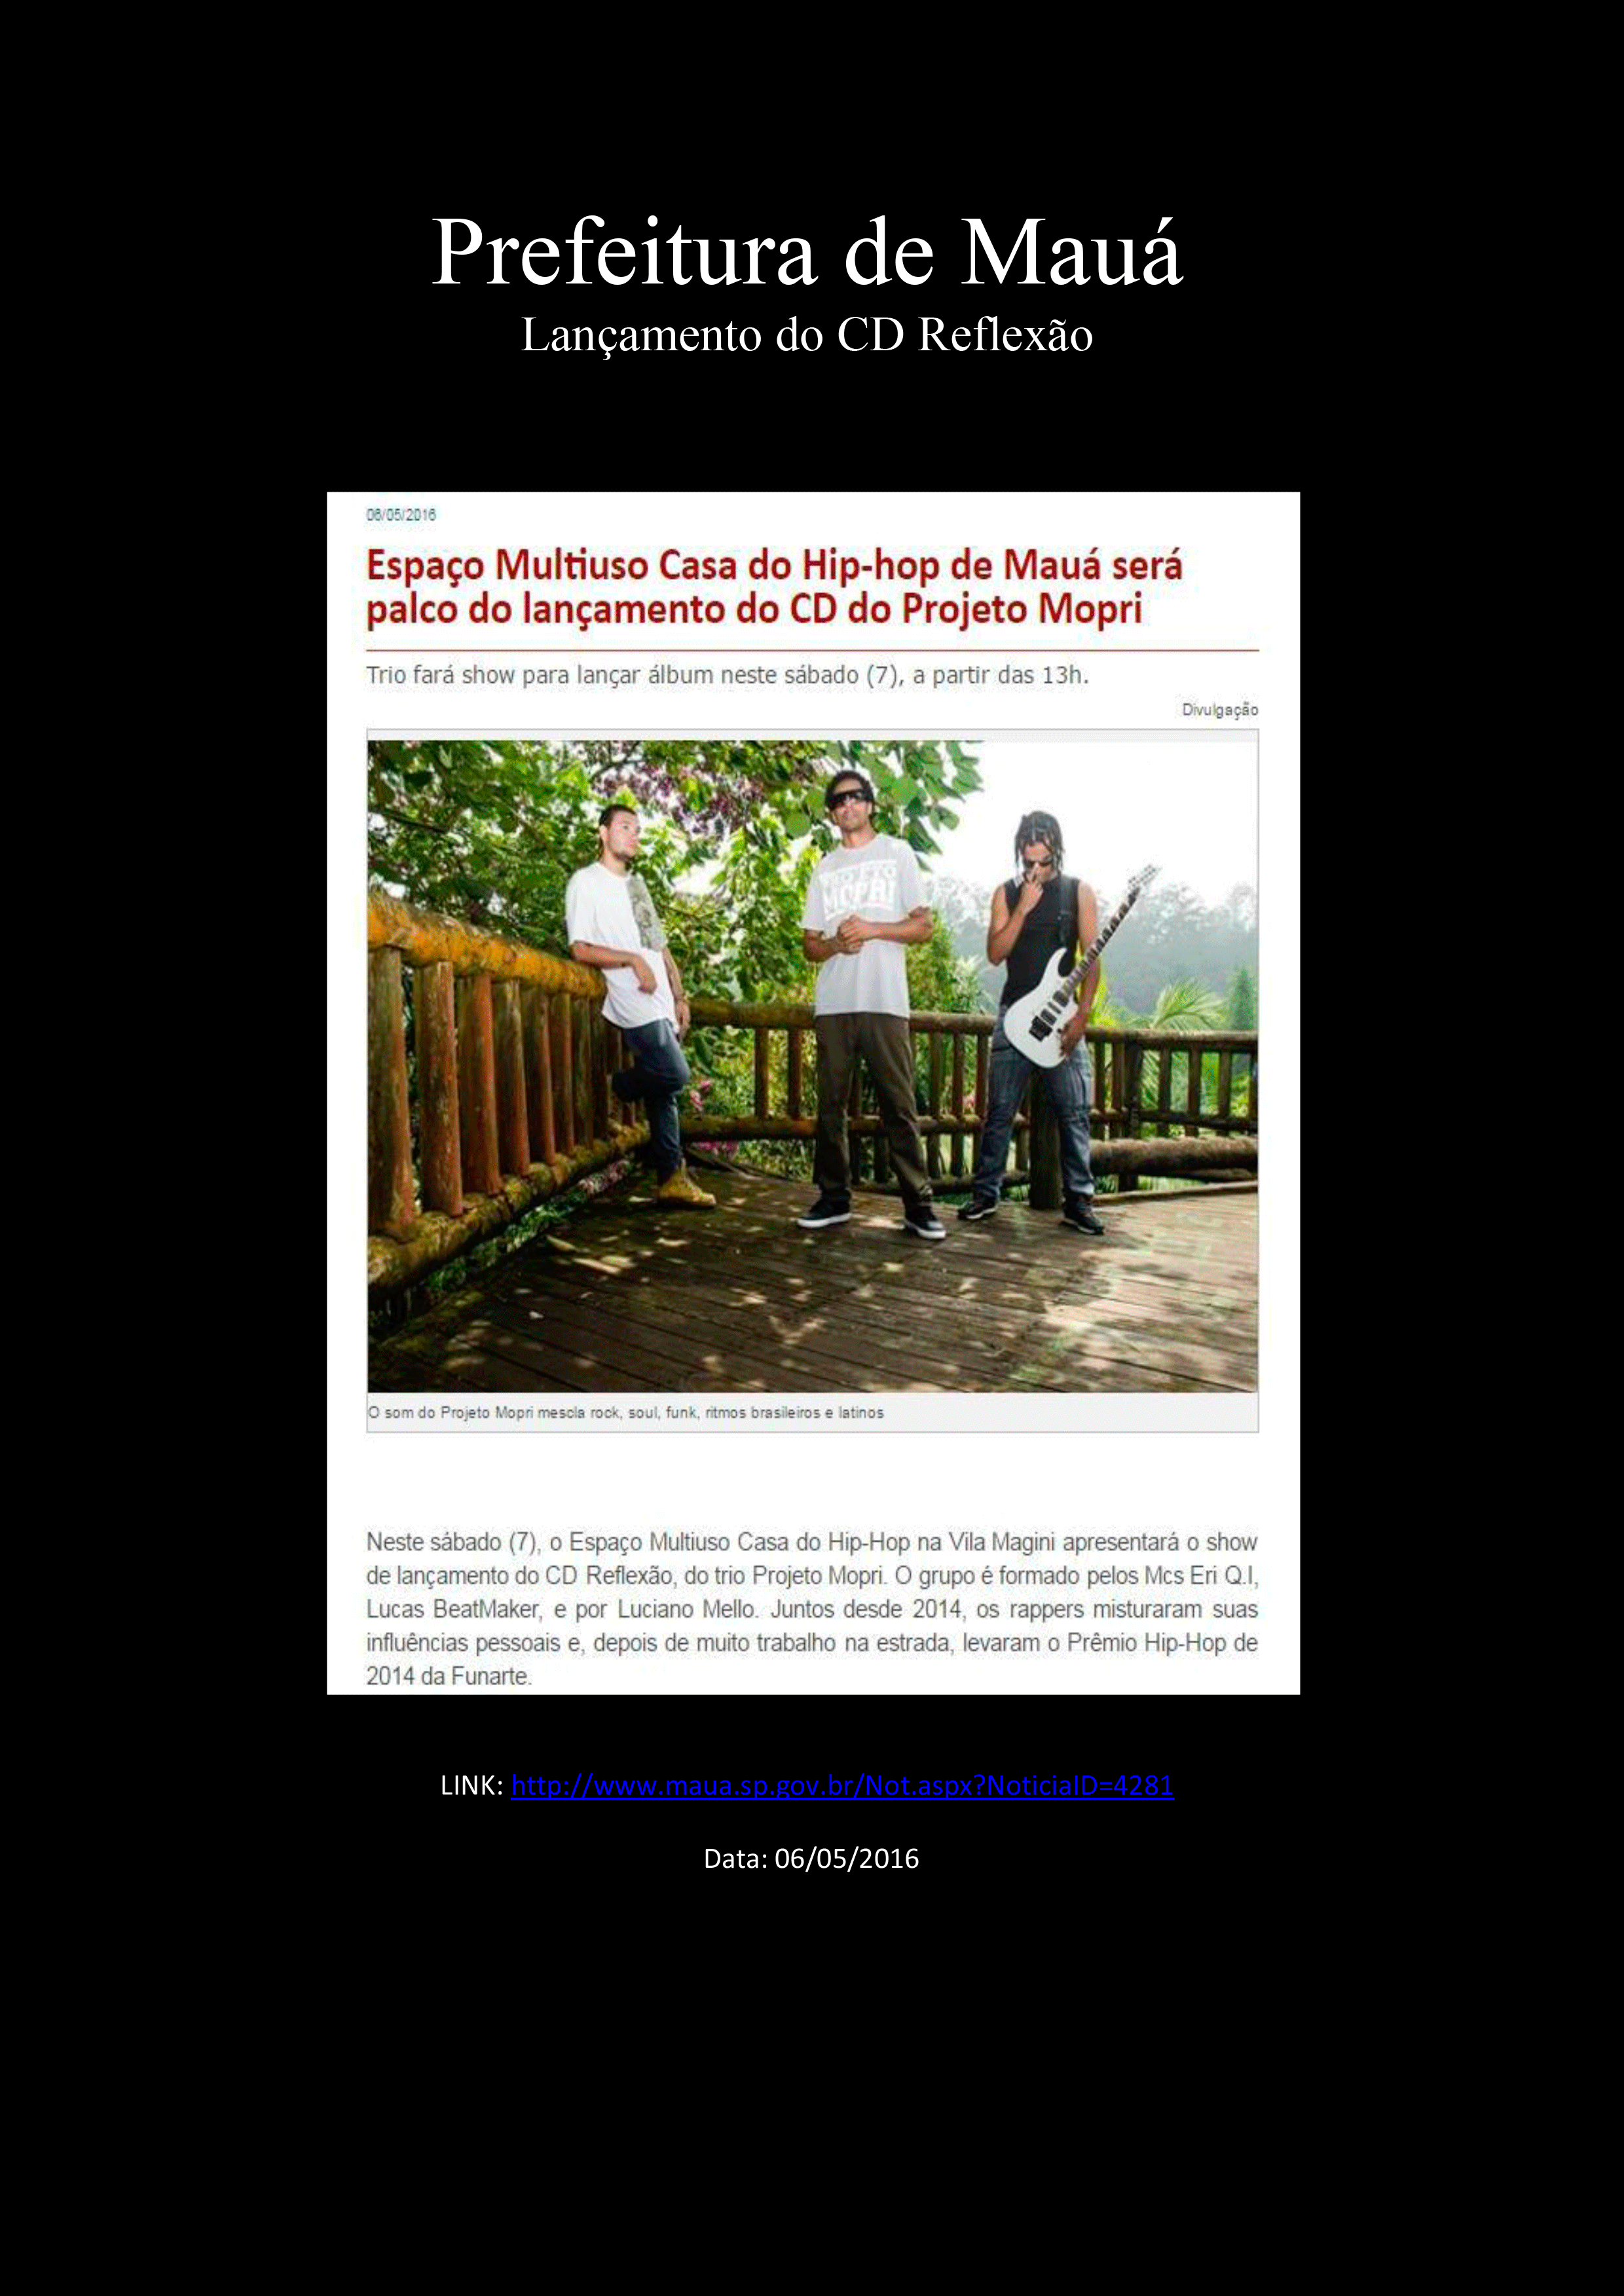 Prefeitura de Mauá
Lançamento do CD Reflexão
06/05/2016
Espaço Multiuso Casa do Hip-hop de Mauá será
palco do lançamento do CD do Projeto Mopri
Trio fará show para lançar álbum neste sábado (7), a partir das 13h.
Divulgação
MOPRI
O som do Projeto Mopri mescla rock, soul, funk, ritmos brasileiros e latinos
Neste sábado (7), o Espaço Multiuso Casa do Hip-Hop na Vila Magini apresentará o show
de lançamento do CD Reflexão, do trio Projeto Mopri. O grupo é formado pelos Mcs Eri Q.I,
Lucas BeatMaker, e por Luciano Mello. Juntos desde 2014, os rappers misturaram suas
influências pessoais e, depois de muito trabalho na estrada, levaram o Prêmio Hip-Hop de
2014 da Funarte.
LINK: http://www.maua.sp.gov.br/Not.aspx?NoticiaID=4281
Data: 06/05/2016